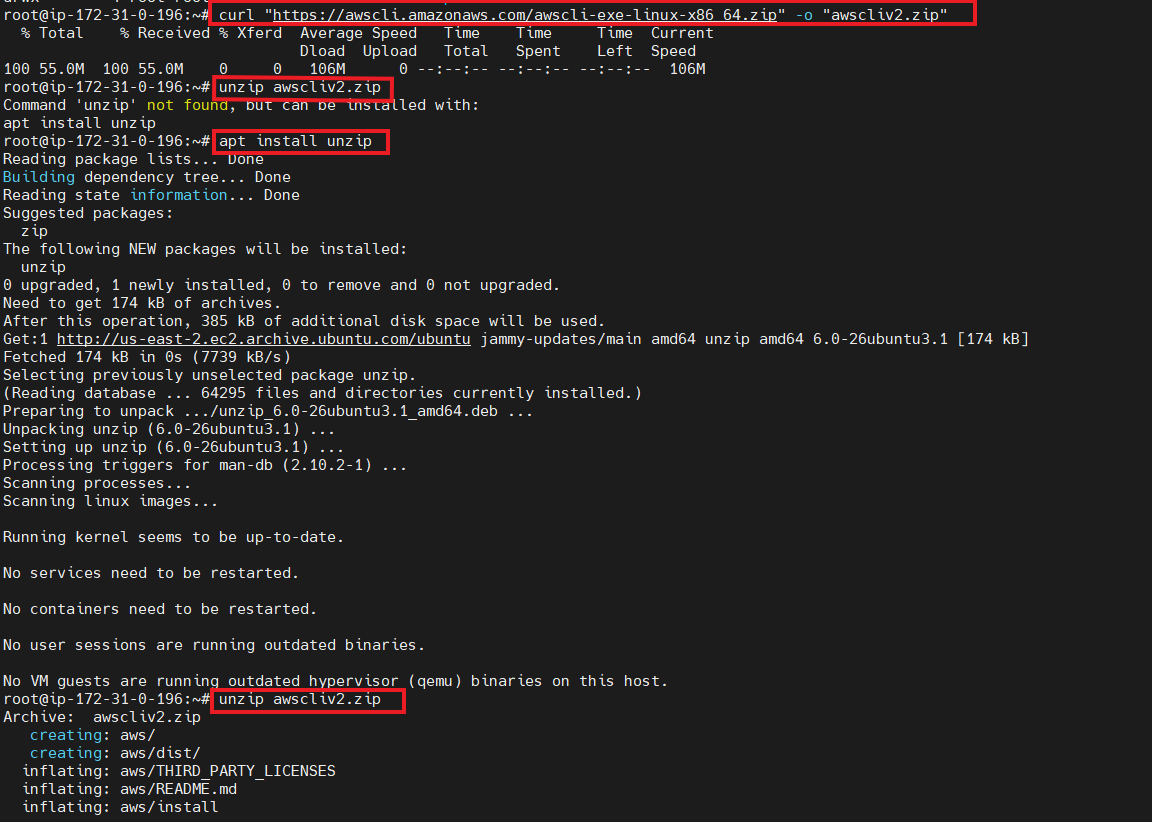 root@ip-172-31-0-196:~# curl "https://awscli.amazonaws.com/awscli-exe-linux-x86_64.zip" -o "awscliv2.zip"
% Total % Received % Xferd Average Speed Time Time Time Current
Dload Upload Total Spent Left Speed
100 55.0M 100 55.0M 0 0 106M 0 --:--:-- --:--:-- --:--:-- 106M
root@ip-172-31-0-196:~# unzip awscliv2.zip
Command 'unzip' not found, but can be installed with:
apt install unzip
root@ip-172-31-0-196:~# apt install unzip
Reading package lists... Done
Building dependency tree... Done
Reading state information... Done
Suggested packages:
zip
The following NEW packages will be installed:
unzip
0 upgraded, 1 newly installed, 0 to remove and 0 not upgraded.
Need to get 174 kB of archives.
After this operation, 385 kB of additional disk space will be used.
Get:1 http://us-east-2.ec2.archive.ubuntu.com/ubuntu jammy-updates/main amd64 unzip amd64 6.0-26ubuntu3.1 [174 kB]
Fetched 174 kB in 0s (7739 kB/s)
Selecting previously unselected package unzip.
(Reading database ... 64295 files and directories currently installed.)
Preparing to unpack .../unzip_6.0-26ubuntu3.1_amd64.deb ...
Unpacking unzip (6.0-26ubuntu3.1) ...
Setting up unzip (6.0-26ubuntu3.1) ...
Processing triggers for man-db (2.10.2-1) ...
Scanning processes...
Scanning linux images...
Running kernel seems to be up-to-date.
No services need to be restarted.
No containers need to be restarted.
No user sessions are running outdated binaries.
No VM guests are running outdated hypervisor (qemu) binaries on this host.
root@ip-172-31-0-196:~# unzip awscliv2.zip
Archive: awscliv2.zip
creating: aws/
creating: aws/dist/
inflating: aws/THIRD_PARTY_LICENSES
inflating: aws/README.md
inflating: aws/install